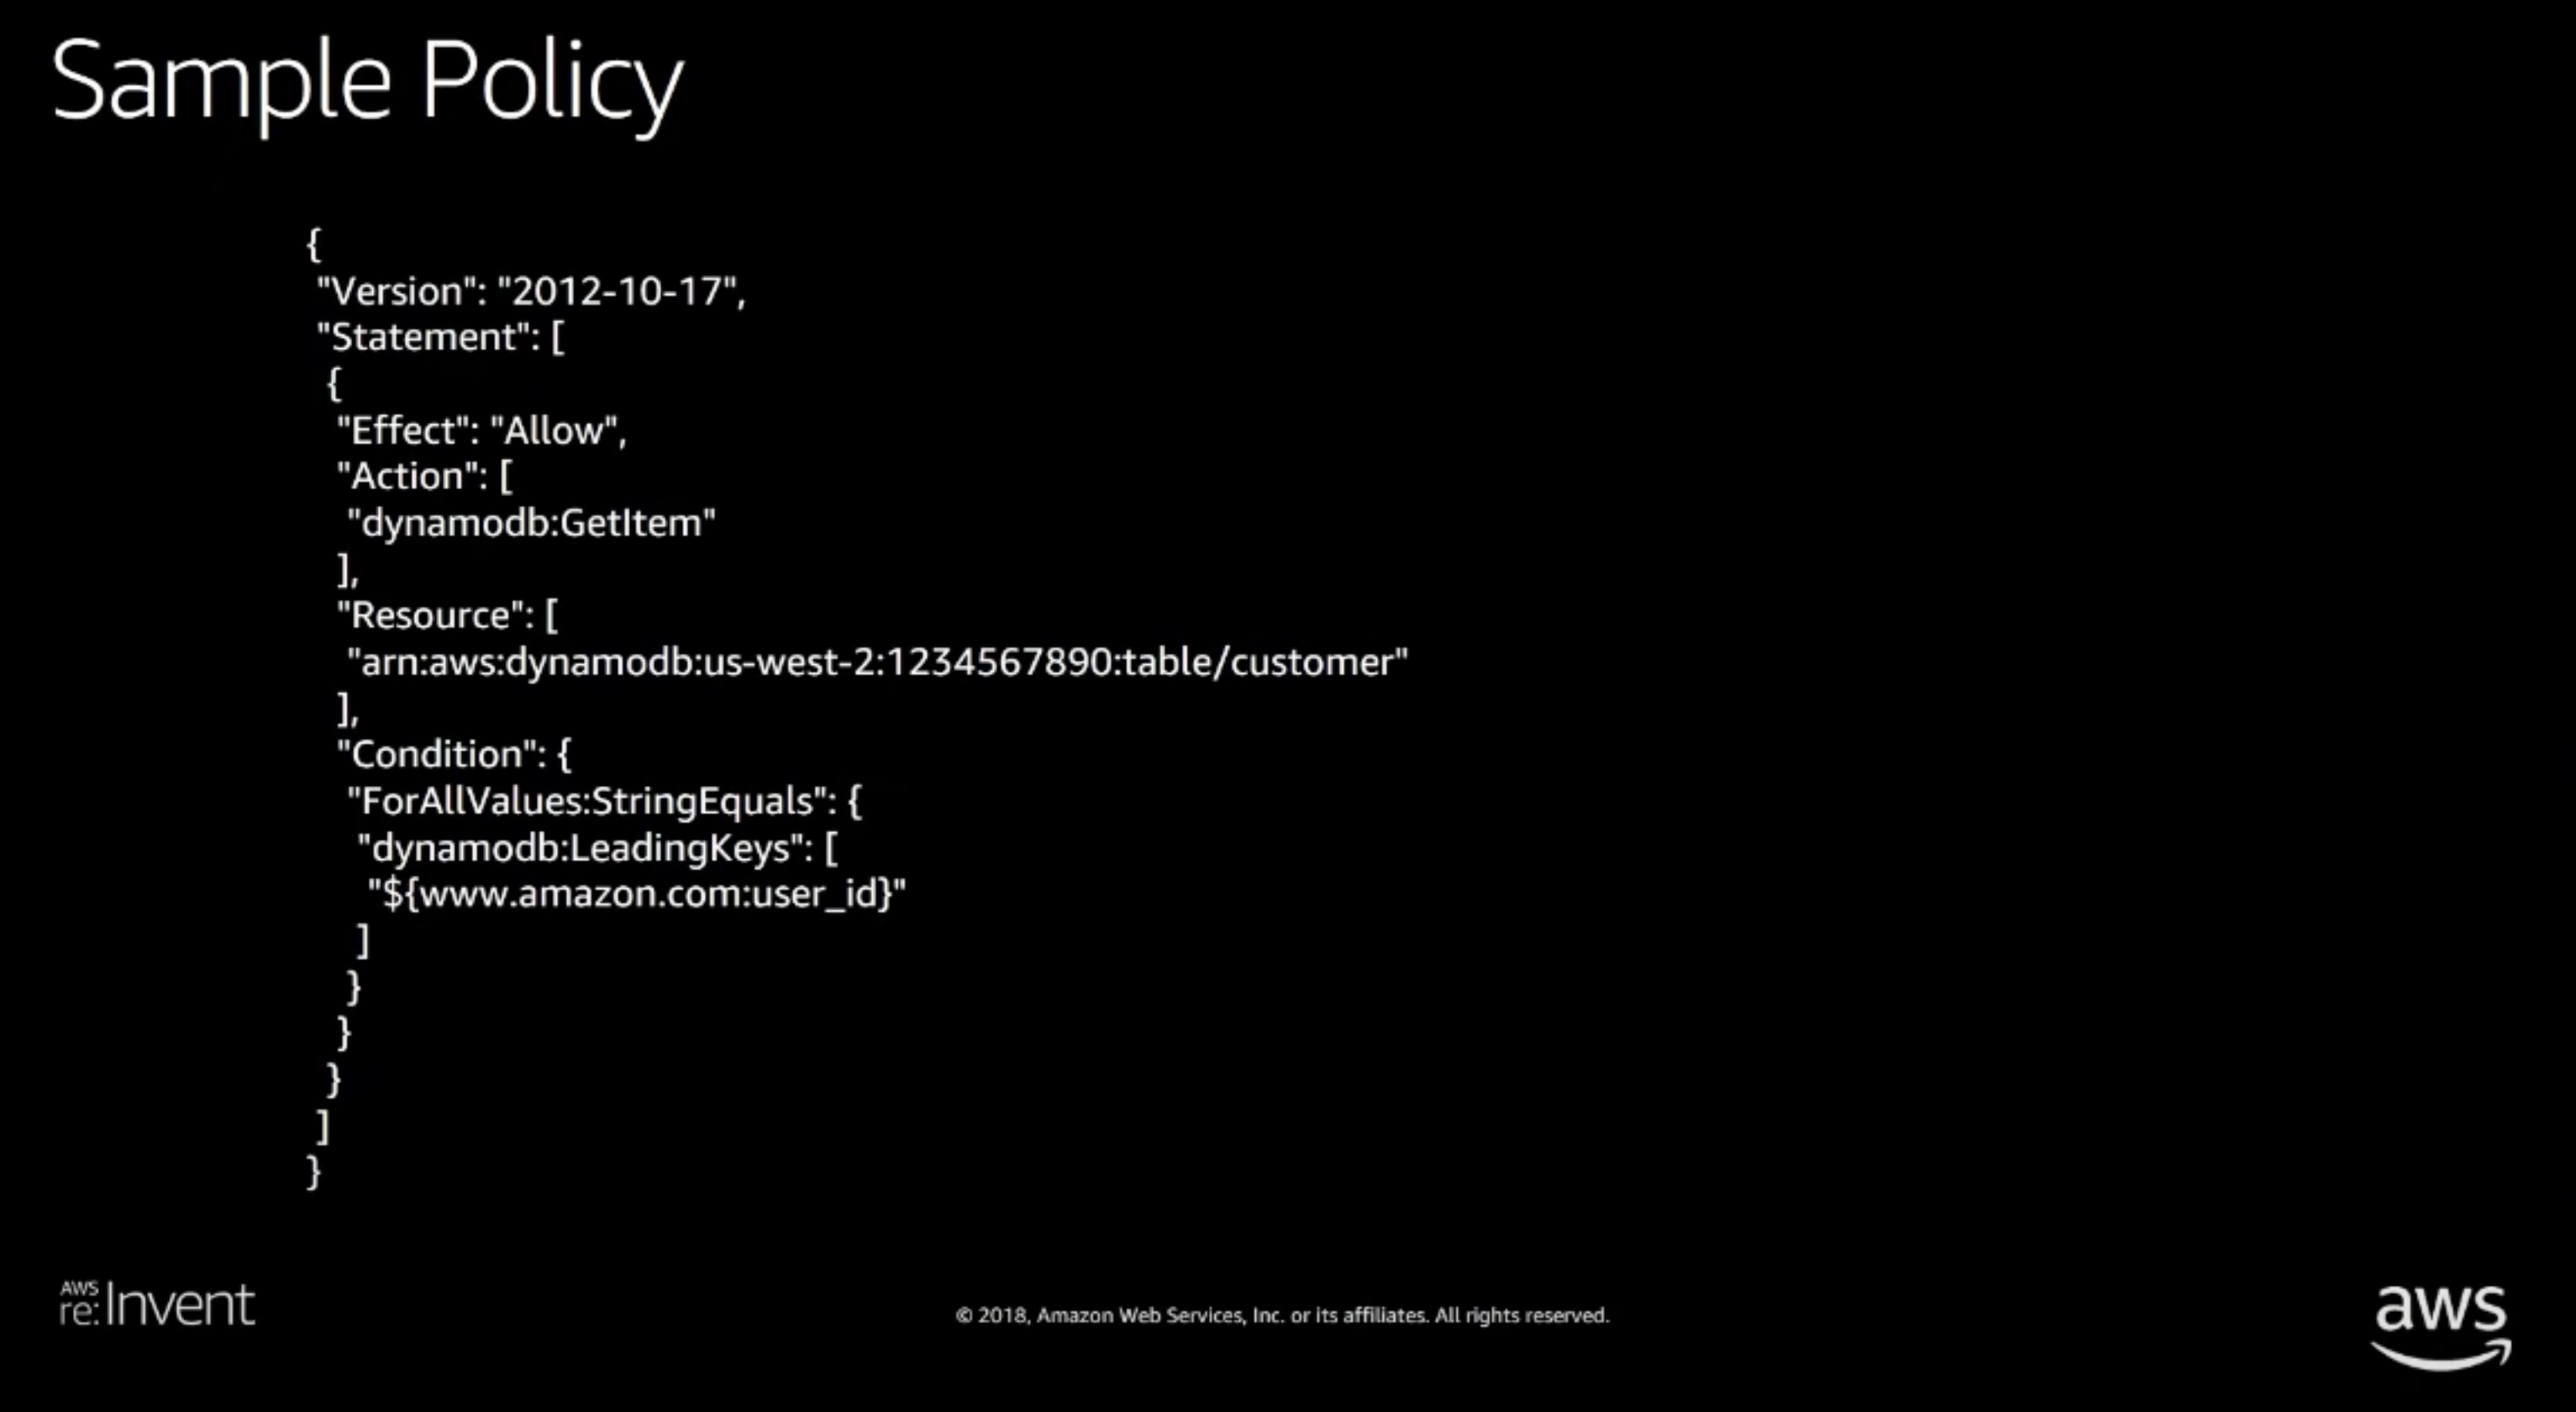 Sample Policy
{
"Version": "2012-10-17",
"Statement": [
{
"Effect": "Allow",
"Action": [
"dynamodb:GetItem"
],
"Resource": [
"arn:aws:dynamodb:us-west-2:1234567890:table/customer"
],
"Condition": {
"ForAllValues:StringEquals": {
"dynamodb:LeadingKeys": [
"${www.amazon.com:user_id}"
]
}
}
}
]
}
AWS
re:Invent
© 2018, Amazon Web Services, Inc. or its affiliates. All rights reserved.
aws